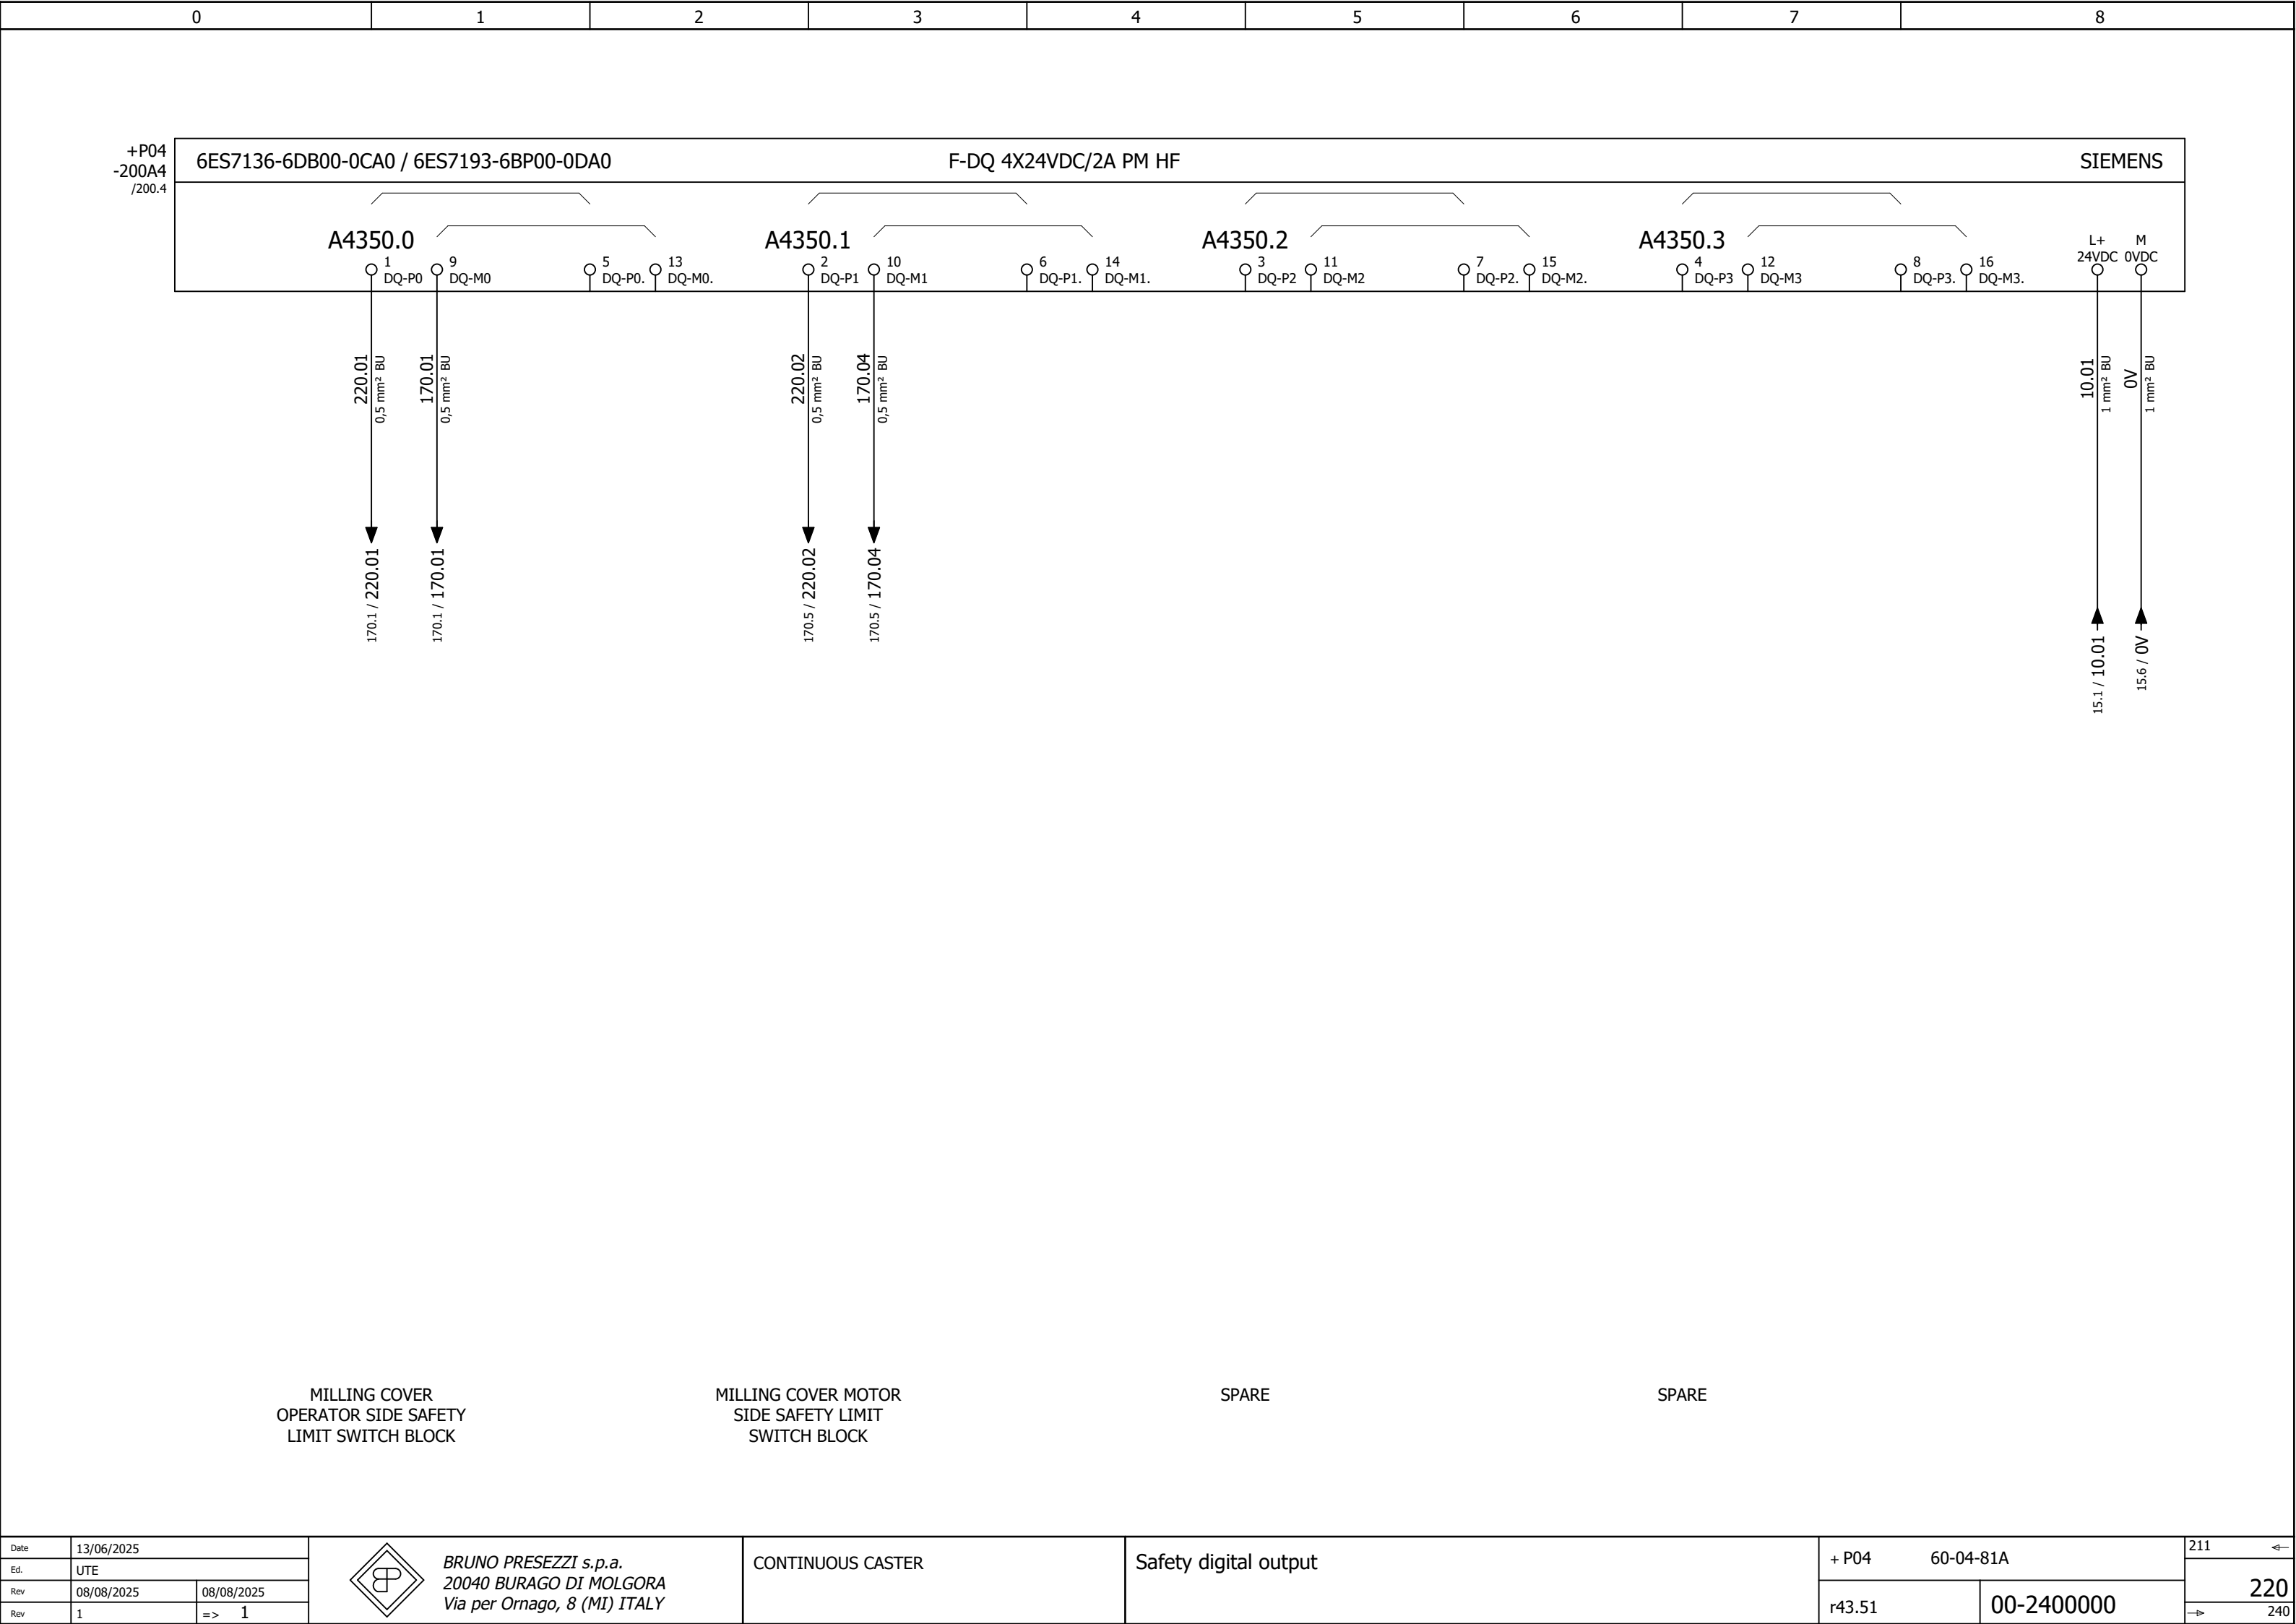 0 1 2 3 4 5 6 7 8
+P04
-200A4
/200.4
6ES7136-6DB00-0CA0 / 6ES7193-6BP00-0DA0 F-DQ 4X24VDC/2A PM HF SIEMENS
A4350.0 A4350.1 A4350.2 A4350.3
L+ M
24VDC 0VDC
1 9 5 13 2 10 6 14 3 11 7 15 4 12 8 16
DQ-P0 DQ-M0 DQ-P0. DQ-M0. DQ-P1 DQ-M1 DQ-P1. DQ-M1. DQ-P2 DQ-M2 DQ-P2. DQ-M2. DQ-P3 DQ-M3 DQ-P3. DQ-M3.
220.01
0,5 mm² BU
170.01
0,5 mm² BU
220.02
0,5 mm² BU
170.04
0,5 mm² BU
10.01
1 mm² BU
0V
1 mm² BU
170.1 / 220.01
170.1 / 170.01
170.5 / 220.02
170.5 / 170.04
15.1 / 10.01
15.6 / 0V
MILLING COVER
OPERATOR SIDE SAFETY
LIMIT SWITCH BLOCK
MILLING COVER MOTOR
SIDE SAFETY LIMIT
SWITCH BLOCK
SPARE
SPARE
Date 13/06/2025
Ed. UTE
Rev 08/08/2025 08/08/2025
Rev 1 => 1
BP
BRUNO PRESEZZI s.p.a.
20040 BURAGO DI MOLGORA
Via per Ornago, 8 (MI) ITALY
CONTINUOUS CASTER
Safety digital output
+ P04 60-04-81A
r43.51 00-2400000
211
220
240